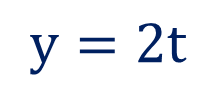 y = 2t